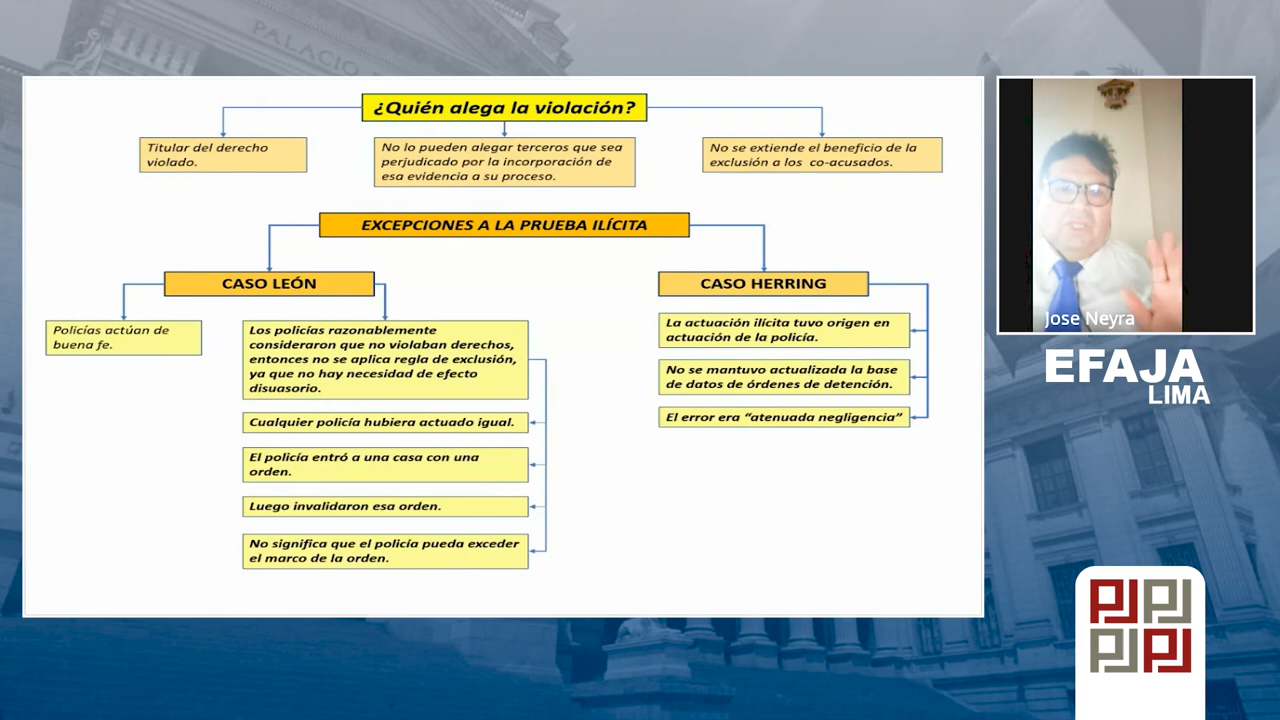 PALACIO
¿Quién alega la violación?
Titular del derecho
violado.
No lo pueden alegar terceros que sea
perjudicado por la incorporación de
esa evidencia a su proceso.
No se extiende el beneficio de la
exclusión a los co-acusados.
EXCEPCIONES A LA PRUEBA ILÍCITA
CASO LEÓN
Policías actúan de
buena fe.
Los policías razonablemente
consideraron que no violaban derechos,
entonces no se aplica regla de exclusión,
ya que no hay necesidad de efecto
disuasorio.
Cualquier policía hubiera actuado igual.
El policía entró a una casa con una
orden.
Luego invalidaron esa orden.
No significa que el policía pueda exceder
el marco de la orden.
CASO HERRING
La actuación ilícita tuvo origen en
actuación de la policía.
No se mantuvo actualizada la base
de datos de órdenes de detención.
El error era “atenuada negligencia”
Jose Neyra
EFAJA
LIMA
PJ PJ
PJ PJ